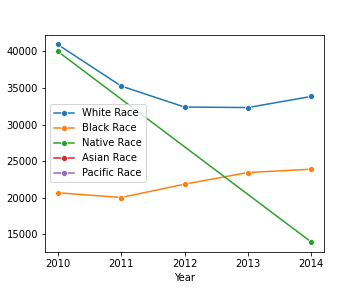 40000
35000
30000
25000
20000
15000
White Race
Black Race
Native Race
Asian Race
Pacific Race
2010 2011 2012 2013 2014
Year